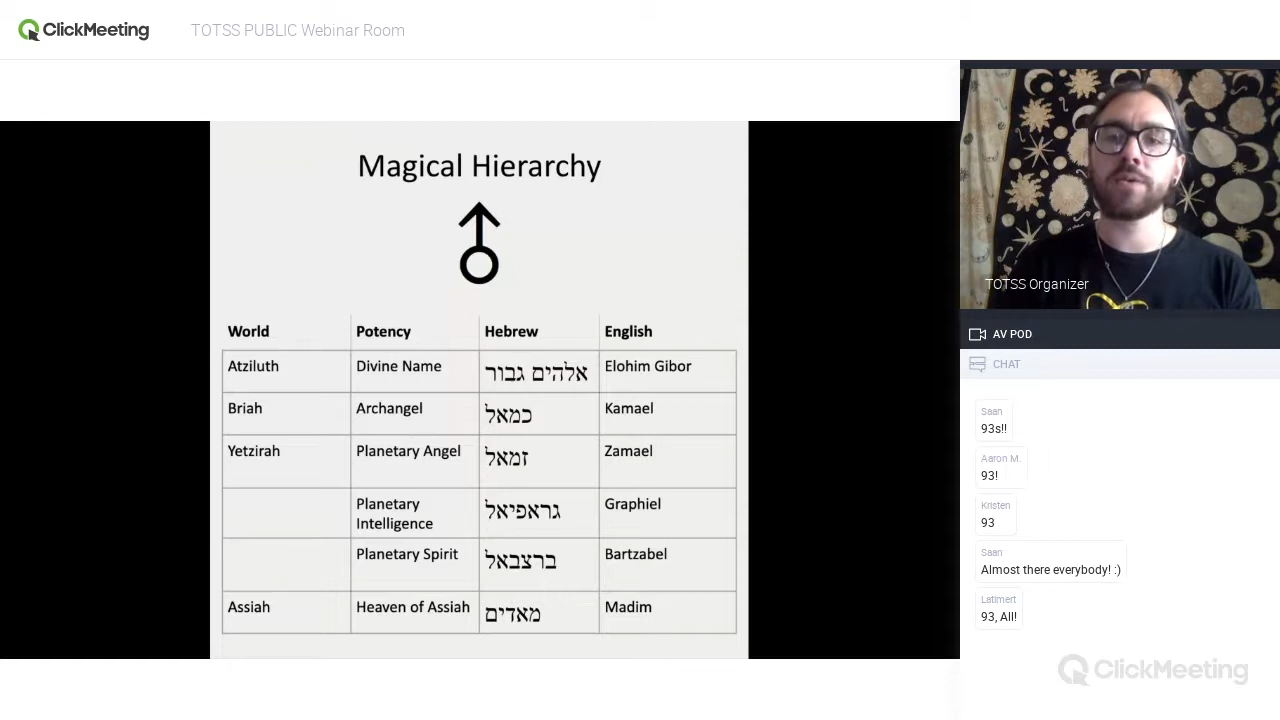 ClickMeeting
TOTSS PUBLIC Webinar Room
Magical Hierarchy
World Potency Hebrew English
Atziluth Divine Name אלהים גבור Elohim Gibor
Briah Archangel כמאל Kamael
Yetzirah Planetary Angel זמאל Zamael
Planetary Intelligence גראפיאל Graphiel
Planetary Spirit ברצבאל Bartzabel
Assiah Heaven of Assiah מאדים Madim
TOTSS Organizer
AV POD
CHAT
Saan
93s!!
Aaron M.
93!
Kristen
93
Saan
Almost there everybody! :)
Latimert
93, All!
ClickMeeting